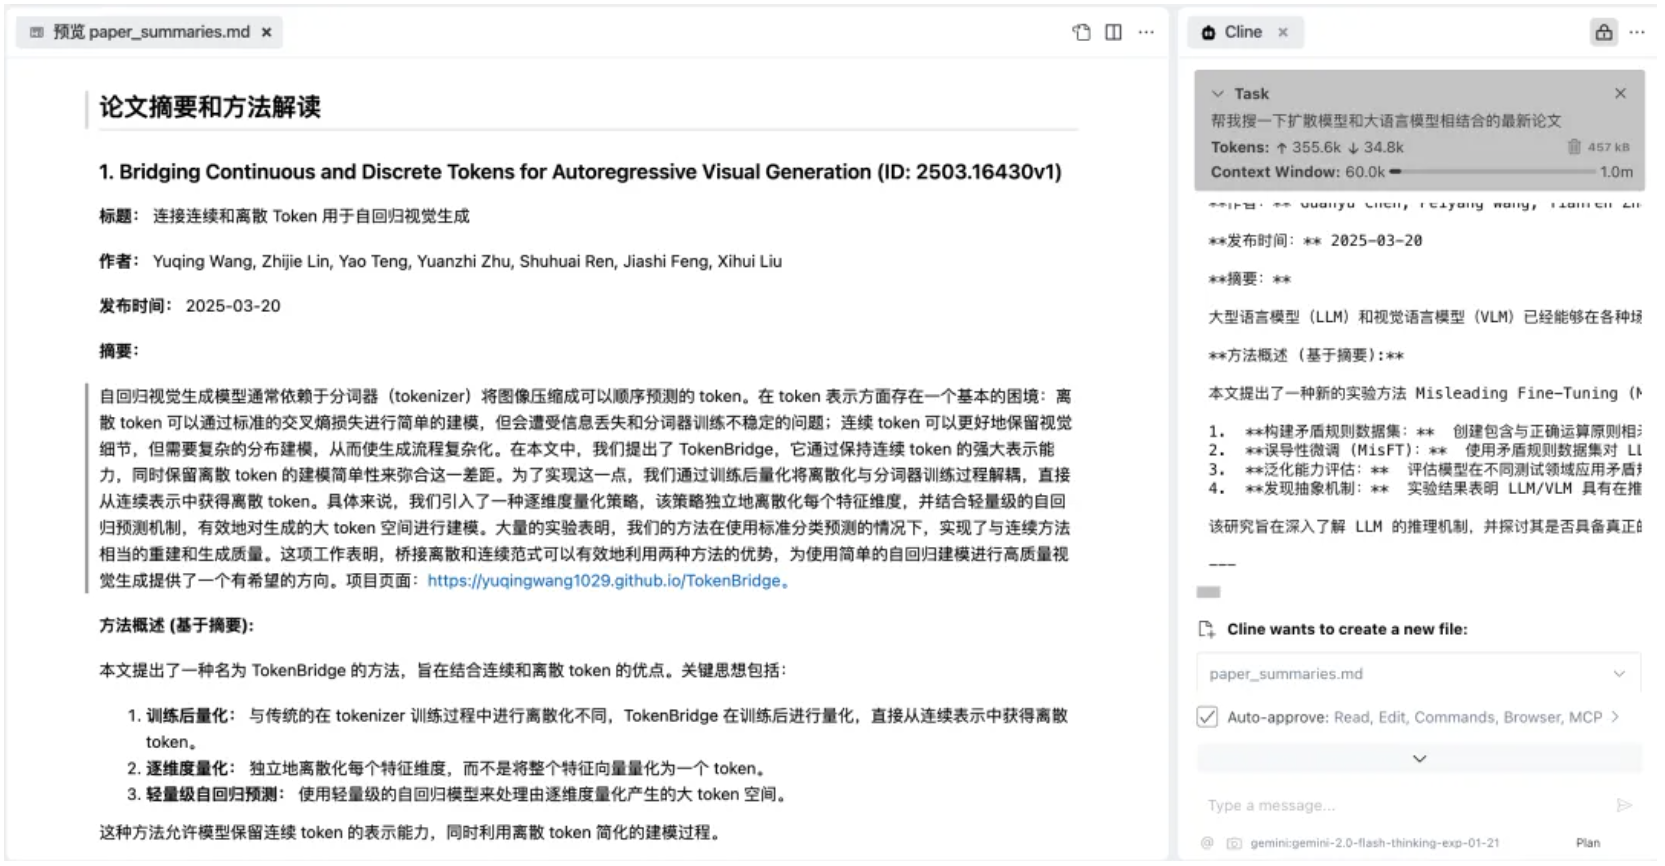 预览 paper_summaries.md ×
论文摘要和方法解读
1. Bridging Continuous and Discrete Tokens for Autoregressive Visual Generation (ID: 2503.16430v1)
标题： 连接连续和离散 Token 用于自回归视觉生成
作者： Yuqing Wang, Zhijie Lin, Yao Teng, Yuanzhi Zhu, Shuhuai Ren, Jiashi Feng, Xihui Liu
发布时间： 2025-03-20
摘要：
自回归视觉生成模型通常依赖于分词器（tokenizer）将图像压缩成可以顺序预测的 token。在 token 表示方面存在一个基本的困境：离
散 token 可以通过标准的交叉熵损失进行简单的建模，但会遭受信息丢失和分词器训练不稳定的问题；连续 token 可以更好地保留视觉
细节，但需要复杂的分布建模，从而使生成流程复杂化。在本文中，我们提出了 TokenBridge，它通过保持连续 token 的强大表示能
力，同时保留离散 token 的建模简单性来弥合这一差距。为了实现这一点，我们通过训练后量化将离散化与分词器训练过程解耦，直接
从连续表示中获得离散 token。具体来说，我们引入了一种逐维度量化策略，该策略独立地离散化每个特征维度，并结合轻量级的自回
归预测机制，有效地对生成的大 token 空间进行建模。大量的实验表明，我们的方法在使用标准分类预测的情况下，实现了与连续方法
相当的重建和生成质量。这项工作表明，桥接离散和连续范式可以有效地利用两种方法的优势，为使用简单的自回归建模进行高质量视
觉生成提供了一个有希望的方向。项目页面：https://yuqingwang1029.github.io/TokenBridge。
方法概述 (基于摘要):
本文提出了一种名为 TokenBridge 的方法，旨在结合连续和离散 token 的优点。关键思想包括：
1. 训练后量化： 与传统的在 tokenizer 训练过程中进行离散化不同，TokenBridge 在训练后进行量化，直接从连续表示中获得离散
token。
2. 逐维度量化： 独立地离散化每个特征维度，而不是将整个特征向量量化为一个 token。
3. 轻量级自回归预测： 使用轻量级的自回归模型来处理由逐维度量化产生的大 token 空间。
这种方法允许模型保留连续 token 的表示能力，同时利用离散 token 简化的建模过程。
Cline ×
Task ×
帮我搜一下扩散模型和大语言模型相结合的最新论文
Tokens: ↑ 355.6k ↓ 34.8k 457 kB
Context Window: 60.0k 1.0m
**作者：** Guanyu Chen, Peiyang Wang, Tianren
**发布时间：** 2025-03-20
**摘要：**
大型语言模型（LLM）和视觉语言模型（VLM）已经能够在各种场
**方法概述 (基于摘要):**
本文提出了一种新的实验方法 Misleading Fine-Tuning (
1. **构建矛盾规则数据集：** 创建包含与正确运算原则相
2. **误导性微调 (MisFT)：** 使用矛盾规则数据集对
3. **泛化能力评估：** 评估模型在不同测试领域应用矛盾
4. **发现抽象机制：** 实验结果表明 LLM/VLM 具有在推
该研究旨在深入了解 LLM 的推理机制，并探讨其是否具备真正
---
Cline wants to create a new file:
paper_summaries.md
Auto-approve: Read, Edit, Commands, Browser, MCP >
Type a message...
@ gemini:gemini-2.0-flash-thinking-exp-01-21 Plan